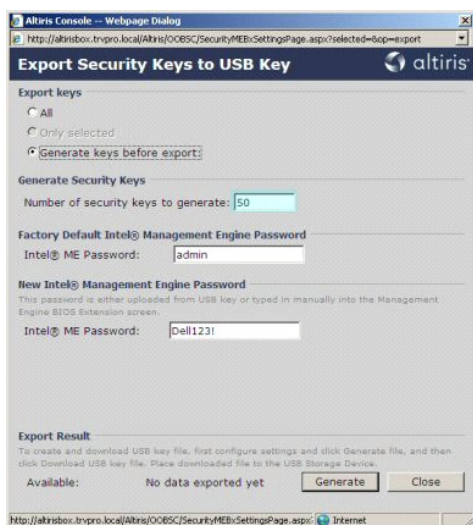 Altiris Console -- Webpage Dialog
http://altirisbox.trvpro.local/Altiris/OOBSC/SecurityMEBxSettingsPage.aspx?selected=&op=export
Export Security Keys to USB Key
altiris
Export keys
All
Only selected
Generate keys before export:
Generate Security Keys
Number of security keys to generate: 50
Factory Default Intel® Management Engine Password
Intel® ME Password: admin
New Intel® Management Engine Password
This password is either uploaded from USB key or typed in manually into the Management
Engine BIOS Extension screen.
Intel® ME Password: Dell123!
Export Result
To create and download USB key file, first configure settings and click Generate file, and then
click Download USB key file. Place downloaded file to the USB Storage Device.
Available: No data exported yet Generate Close
http://altirisbox.trvpro.local/Altiris/OOBSC/SecurityMEBxSettingsPage.aspx Internet